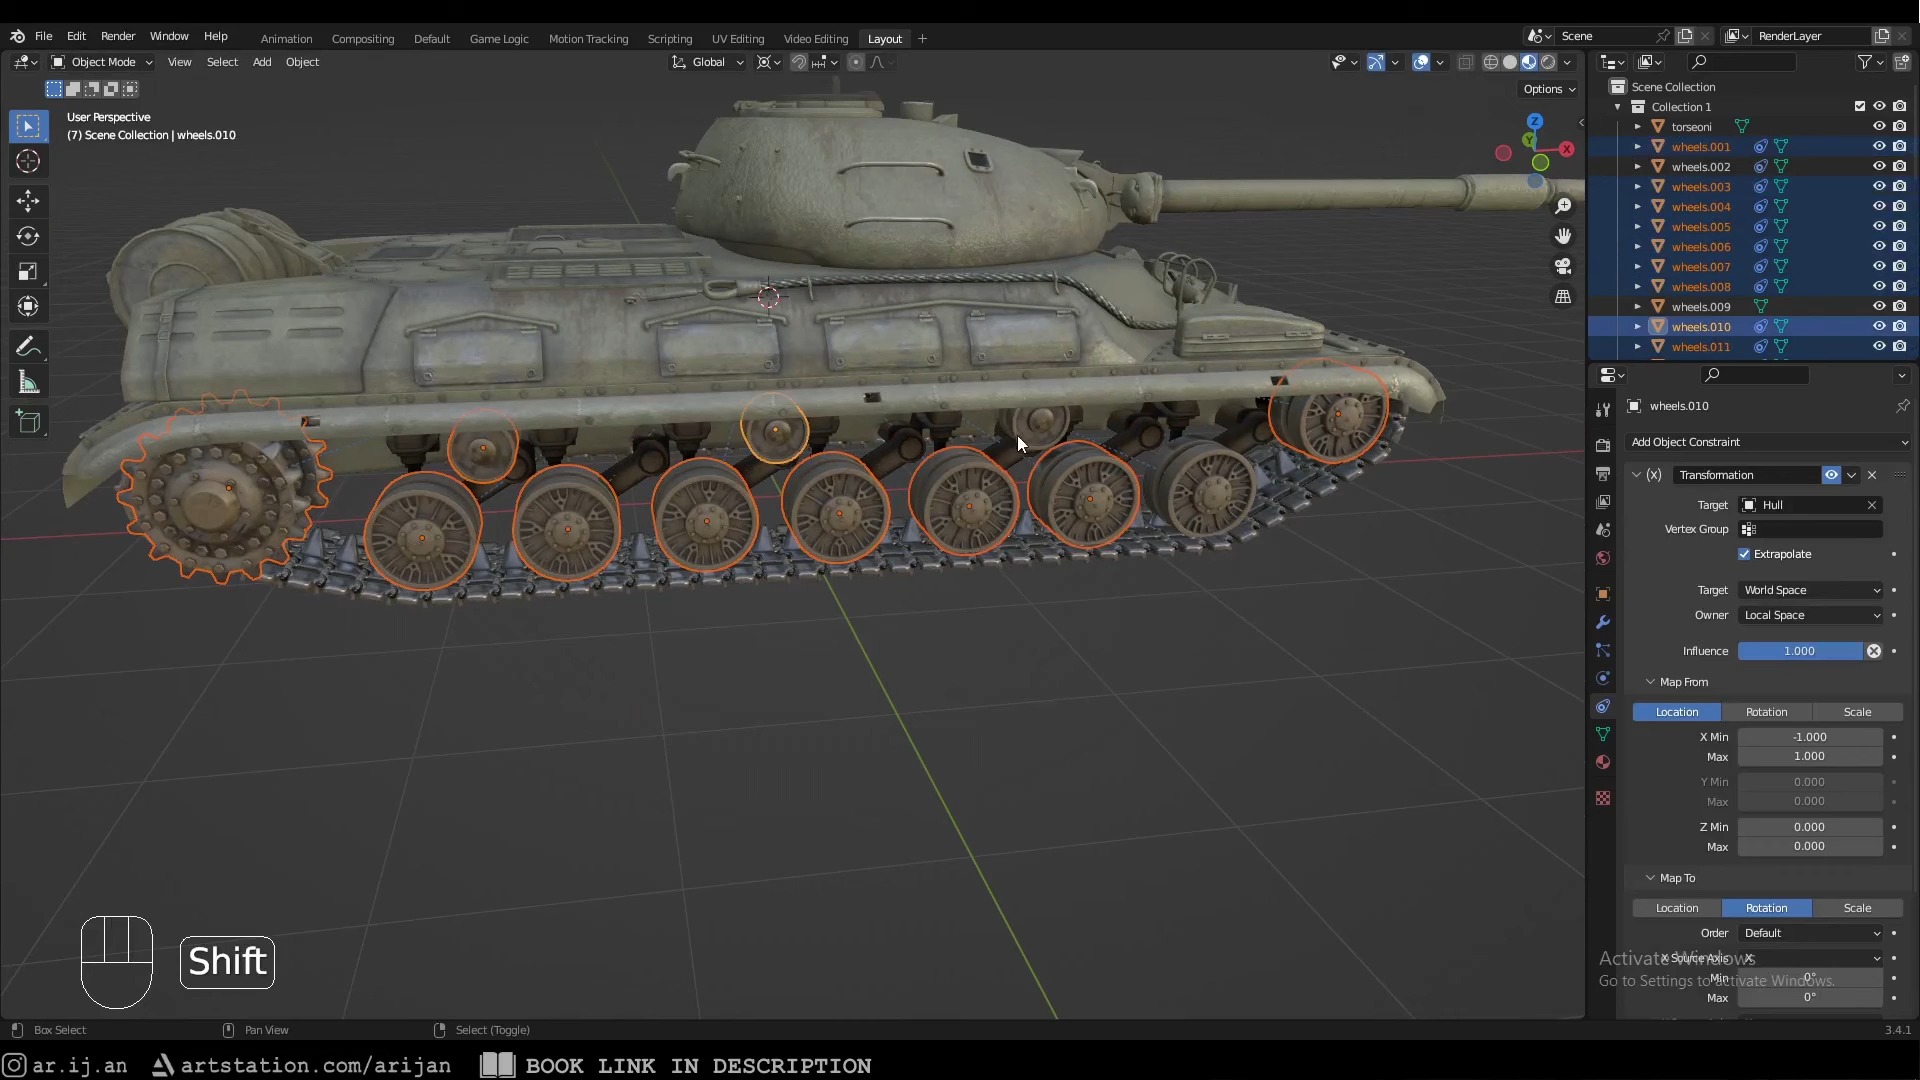 File Edit Render Window Help
Animation Compositing Default Game Logic Motion Tracking Scripting UV Editing Video Editing Layout
Scene
RenderLayer
Object Mode View Select Add Object
Global
Options
User Perspective
(7) Scene Collection | wheels.010
Z
Y
X
Scene Collection
Collection 1
torseoni
wheels.001
wheels.002
wheels.003
wheels.004
wheels.005
wheels.006
wheels.007
wheels.008
wheels.009
wheels.010
wheels.011
wheels.010
Add Object Constraint
Transformation
Target Hull
Vertex Group
Extrapolate
Target World Space
Owner Local Space
Influence 1.000
Map From
Location Rotation Scale
X Min -1.000
Max 1.000
Y Min 0.000
Max 0.000
Z Min 0.000
Max 0.000
Map To
Location Rotation Scale
Order Default
X Source Axis X
Min 0°
Max 0°
Activate Windows
Go to Settings to activate Windows.
Shift
Box Select Pan View Select (Toggle)
3.4.1
ar.ij.an artstation.com/arijan BOOK LINK IN DESCRIPTION